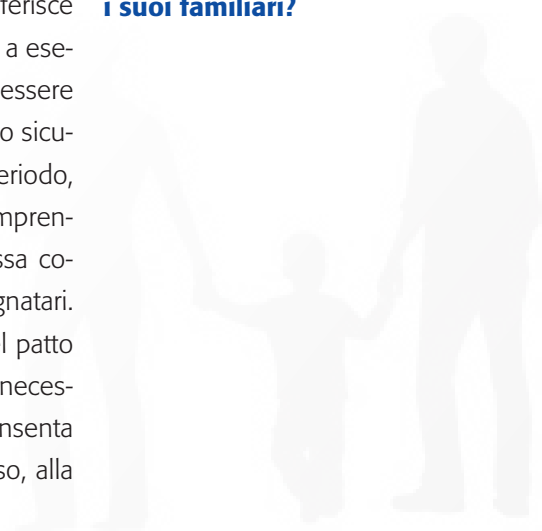 ferisce
a ese-
essere
o sicu-
eriodo,
mpren-
ssa co-
gnatari.
l patto
neces-
nsenta
so, alla
i suoi familiari?